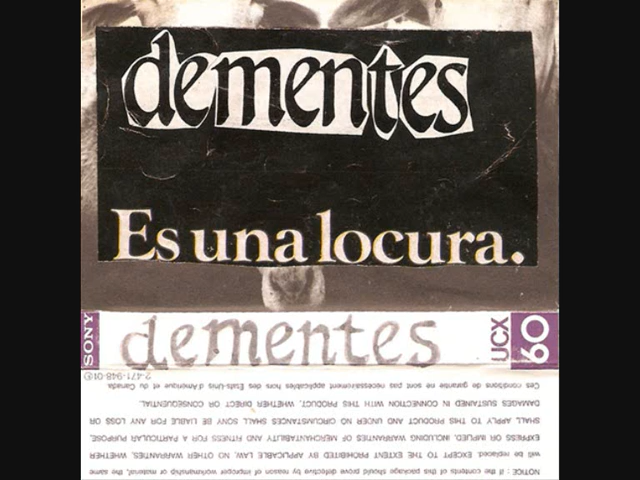 dementes
Es una locura.
SONY
dementes
UCX
60
2-471-948-01①
NOTICE : If the contents of this package should prove defective by reason of improper workmanship or material, the same
will be replaced. EXCEPT TO THE EXTENT PROHIBITED BY APPLICABLE LAW, NO OTHER WARRANTIES, WHETHER
EXPRESS OR IMPLIED, INCLUDING WARRANTIES OF MERCHANTABILITY AND FITNESS FOR A PARTICULAR PURPOSE,
SHALL APPLY TO THIS PRODUCT AND UNDER NO CIRCUMSTANCES SHALL SONY BE LIABLE FOR ANY LOSS OR
DAMAGES SUSTAINED IN CONNECTION WITH THIS PRODUCT, WHETHER DIRECT OR CONSEQUENTIAL.
Ces conditions de garantie ne sont pas nécessairement applicables hors des Etats-Unis d'Amérique et du Canada.